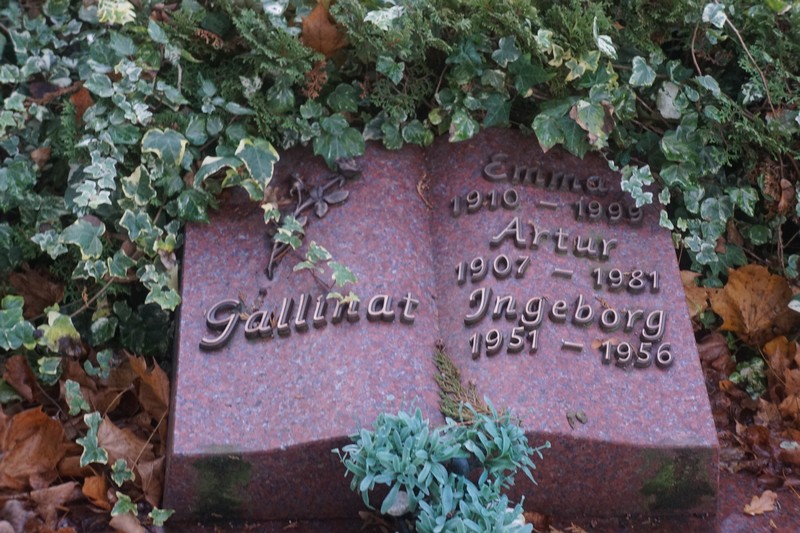 Gallinat
Emma
1910 - 1999
Artur
1907 - 1981
Ingeborg
1951 - 1956